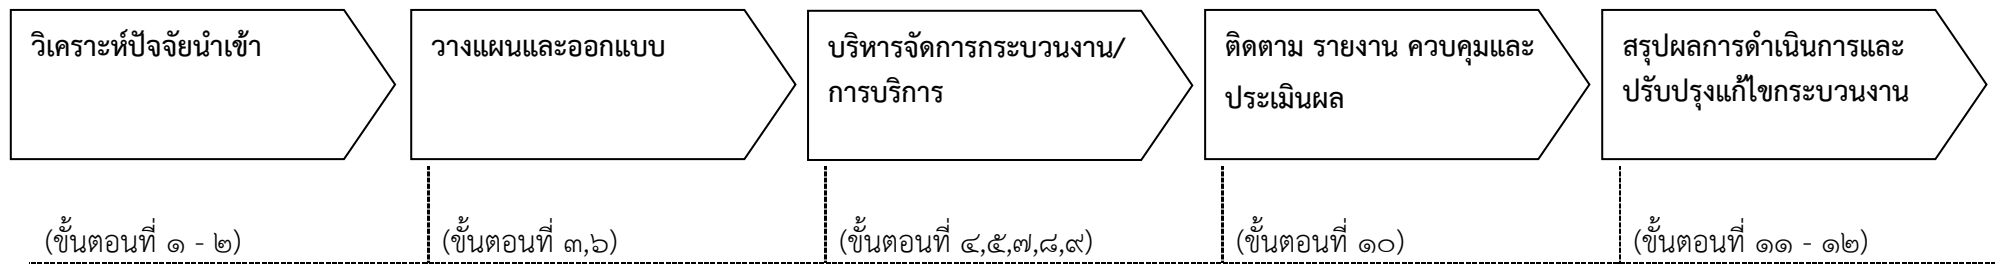 วิเคราะห์ปัจจัยนำเข้า
วางแผนและออกแบบ
บริหารจัดการกระบวนงาน/
การบริการ
ติดตาม รายงาน ควบคุมและ
ประเมินผล
สรุปผลการดำเนินการและ
ปรับปรุงแก้ไขกระบวนงาน
(ขั้นตอนที่ ๑ - ๒)
(ขั้นตอนที่ ๓,๖)
(ขั้นตอนที่ ๔,๕,๗,๘,๙)
(ขั้นตอนที่ ๑๐)
(ขั้นตอนที่ ๑๑ - ๑๒)